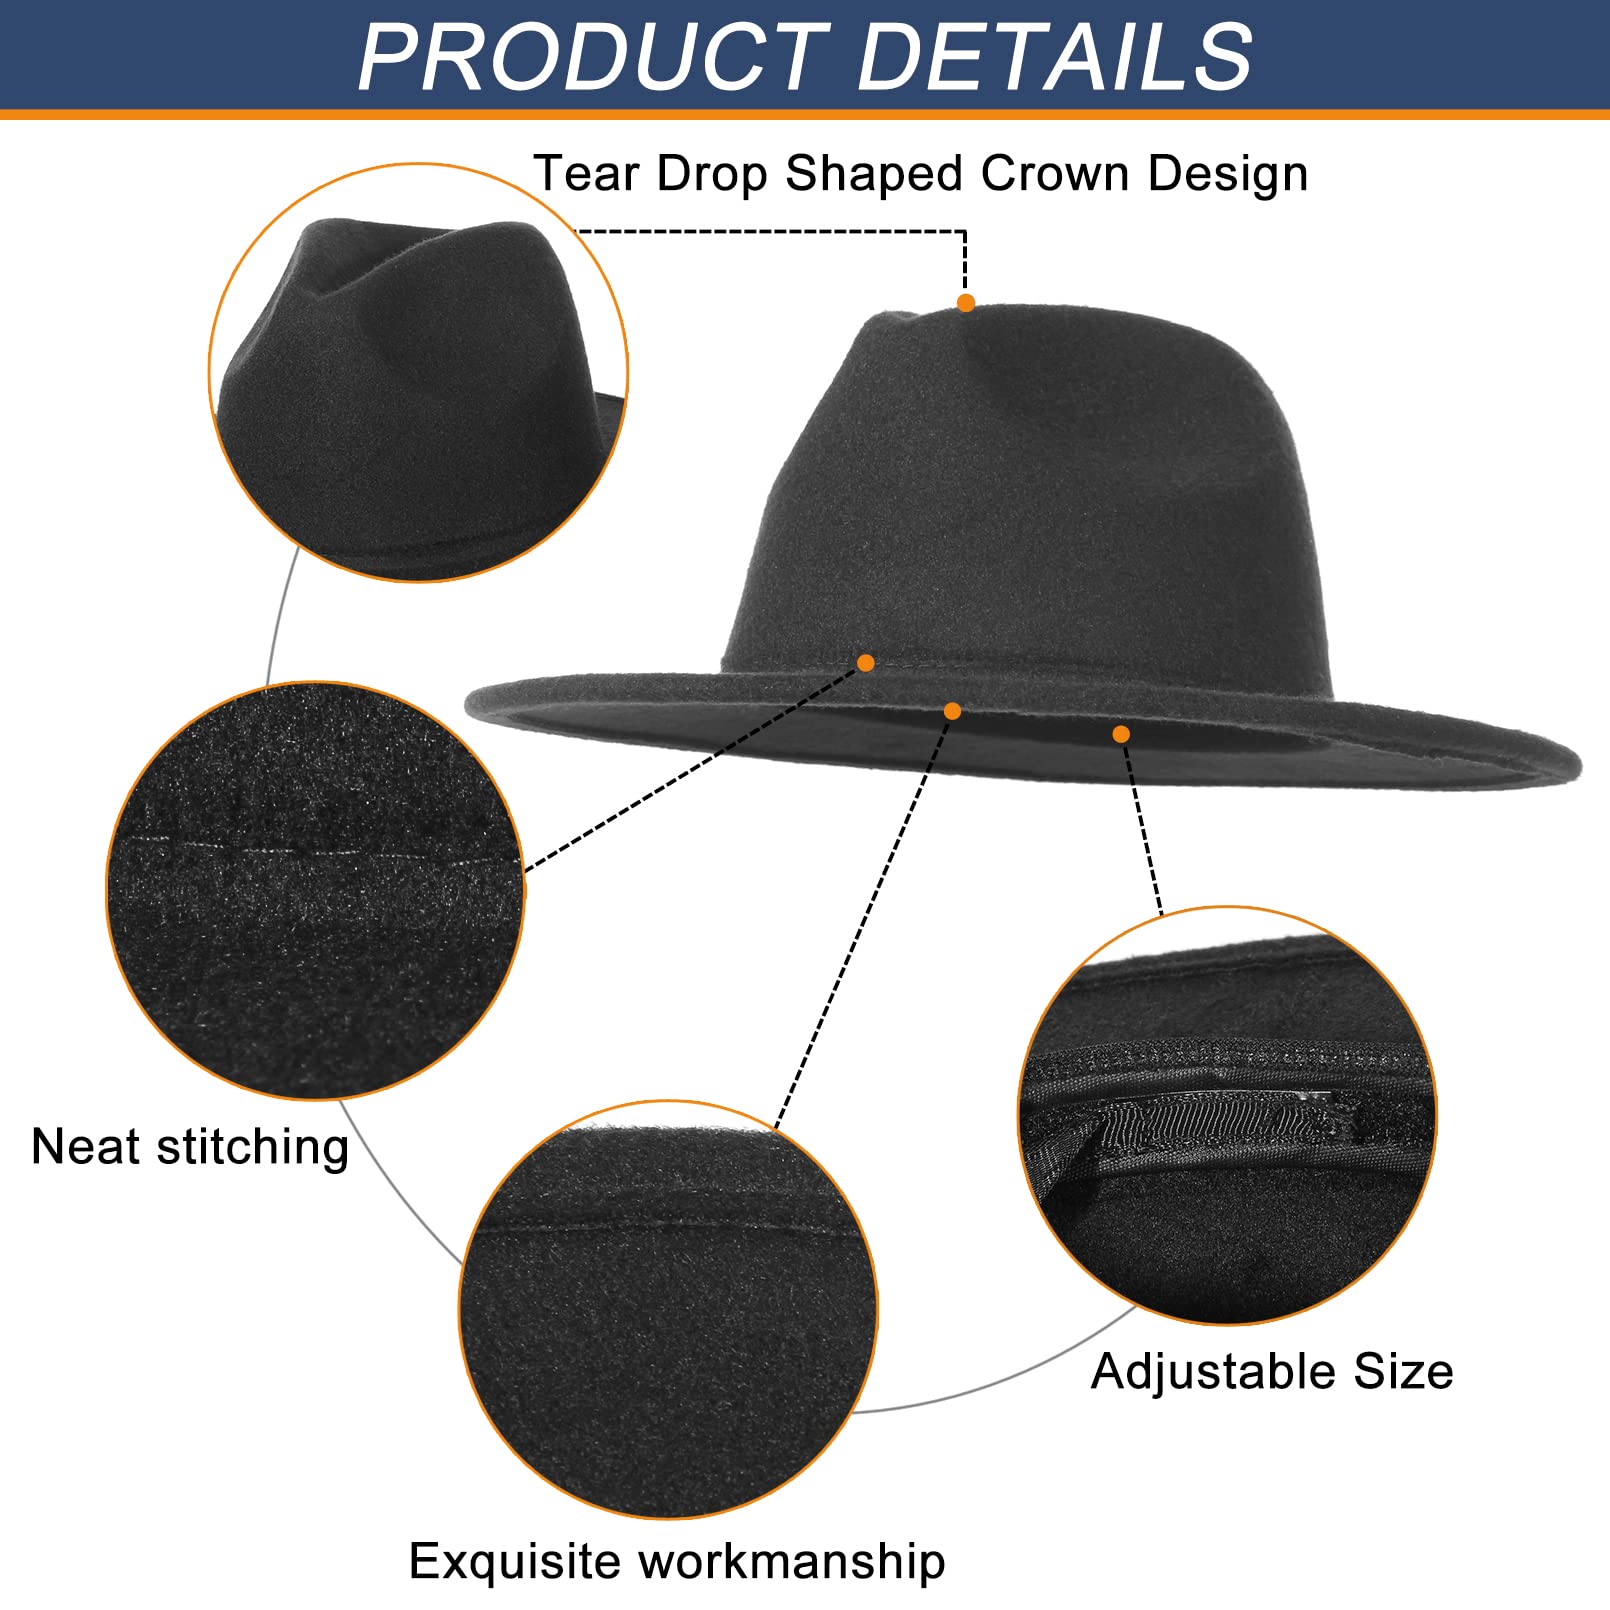 PRODUCT DETAILS
Tear Drop Shaped Crown Design
Neat stitching
Adjustable Size
Exquisite workmanship